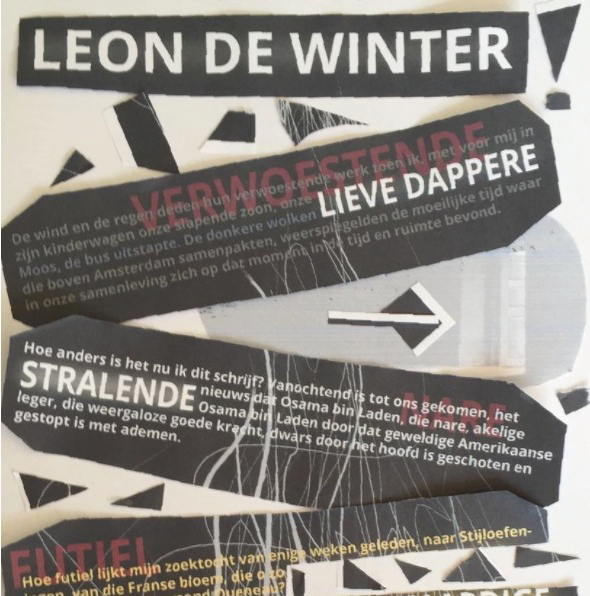 LEON DE WINTER
VERWOESTENDE
De wind en de regen deden hun verwoestende werk toen ik, met voor mij in
zijn kinderwagen onze slapende zoon, onze LIEVE DAPPERE
Moos, de bus uitstapte. De donkere wolken
die boven Amsterdam samenpakten, weerspiegelden de moeilijke tijd waar
in onze samenleving zich op dat moment in de tijd en ruimte bevond.
Hoe anders is het nu ik dit schrijf? Vanochtend is tot ons gekomen, het
STRALENDE nieuws dat Osama bin Laden, die nare, akelige
NARE
Osama bin Laden door dat geweldige Amerikaanse
leger, die weergaloze goede kracht, dwars door het hoofd is geschoten en
gestopt is met ademen.
FUTIEL
Hoe futiel lijkt mijn zoektocht van enige weken geleden, naar Stijloefen-
van die Franse bloem, die o zo
Queneau?